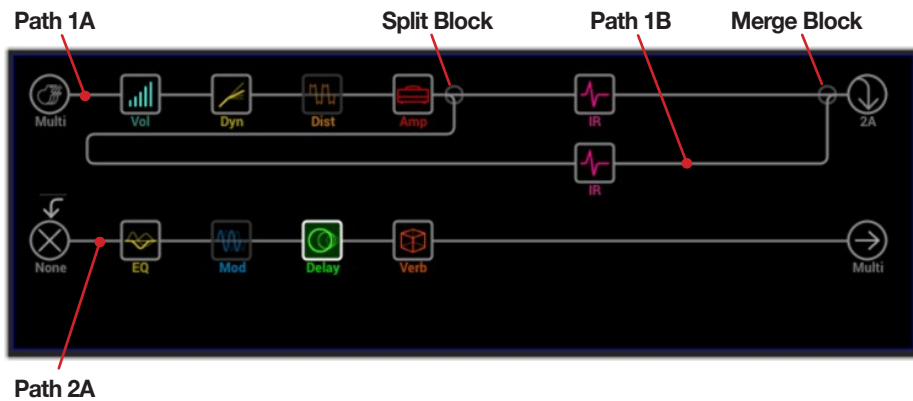 Path 1A Split Block Path 1B Merge Block
Multi Vol Dyn Dist Amp IR 2A
IR
None EQ Mod Delay Verb Multi
Path 2A